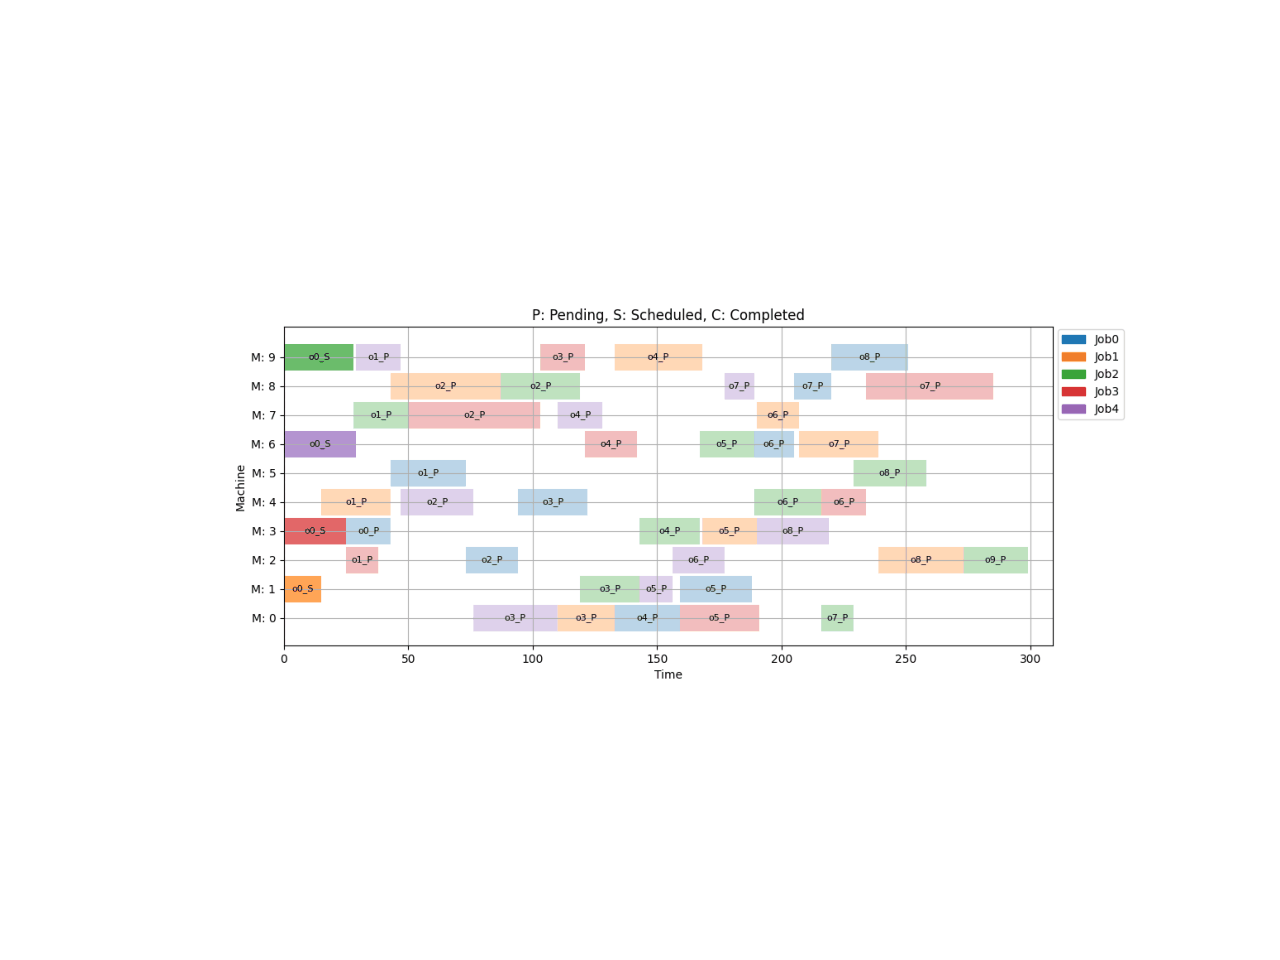 P: Pending, S: Scheduled, C: Completed
M: 9 o0_S o1_P o3_P o4_P o8_P
M: 8 o2_P o2_P o7_P o7_P o7_P
M: 7 o1_P o2_P o4_P o6_P
M: 6 o0_S o4_P o5_P o6_P o7_P
M: 5 o1_P o8_P
M: 4 o1_P o2_P o3_P o6_P o6_P
M: 3 o0_S o0_P o4_P o5_P o8_P
M: 2 o1_P o2_P o6_P o8_P o9_P
M: 1 o0_S o3_P o5_P o5_P
M: 0 o3_P o3_P o4_P o5_P o7_P
Machine
0 50 100 150 200 250 300
Time
Job0
Job1
Job2
Job3
Job4